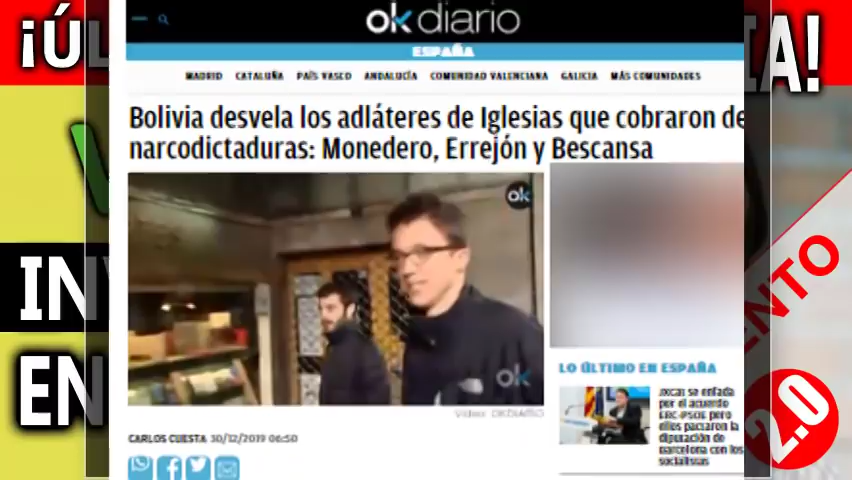 ¡ÚL
IA!
okdiario
ESPAÑA
MADRID CATALUÑA PAÍS VASCO ANDALUCÍA COMUNIDAD VALENCIANA GALICIA MÁS COMUNIDADES
Bolivia desvela los adláteres de Iglesias que cobraron de
narcodictaduras: Monedero, Errejón y Bescansa
ok
ok
Vídeo: OKDIARIO
CARLOS CUESTA 30/12/2019 06:50
LO ÚLTIMO EN ESPAÑA
JxCat se enfada
por el acuerdo
ERC-PSOE pero
ellos pactaron la
diputación de
Barcelona con los
socialistas
V
IN
EN
ENTO
2.0